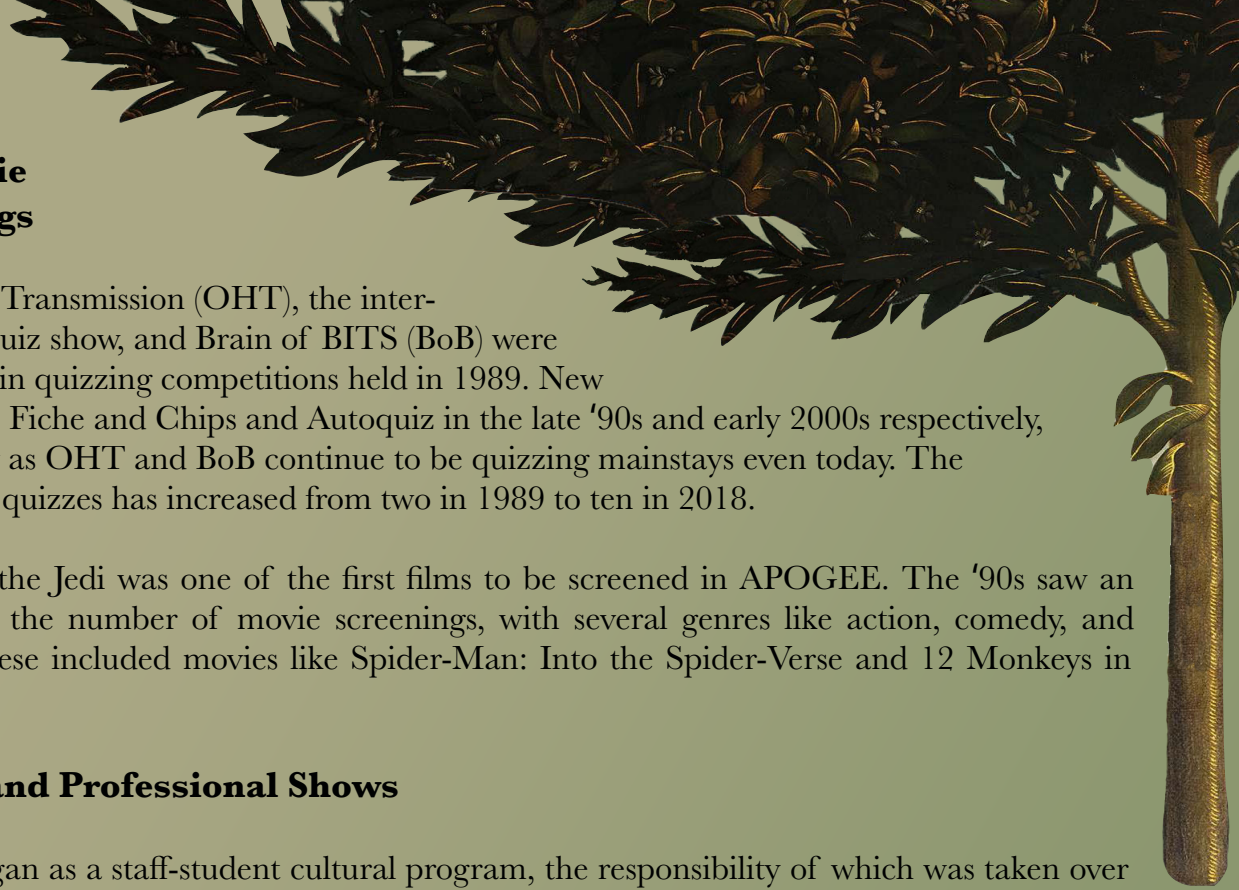 ie
gs
Transmission (OHT), the inter-
uiz show, and Brain of BITS (BoB) were
in quizzing competitions held in 1989. New
Fiche and Chips and Autoquiz in the late '90s and early 2000s respectively,
as OHT and BoB continue to be quizzing mainstays even today. The
quizzes has increased from two in 1989 to ten in 2018.
the Jedi was one of the first films to be screened in APOGEE. The '90s saw an
the number of movie screenings, with several genres like action, comedy, and
ese included movies like Spider-Man: Into the Spider-Verse and 12 Monkeys in
and Professional Shows
gan as a staff-student cultural program, the responsibility of which was taken over